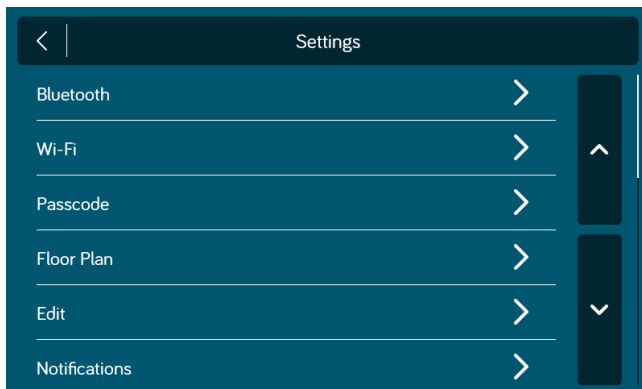 Settings
Bluetooth
Wi-Fi
Passcode
Floor Plan
Edit
Notifications